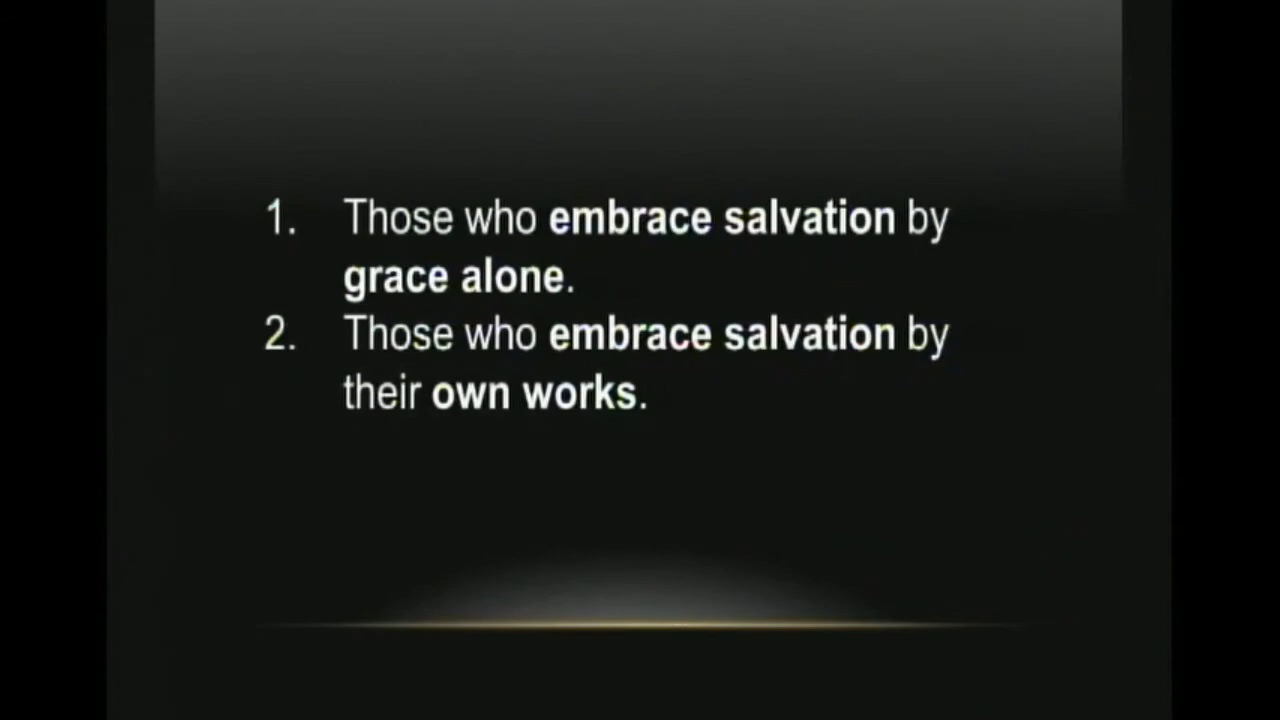 1. Those who embrace salvation by
grace alone.
2. Those who embrace salvation by
their own works.